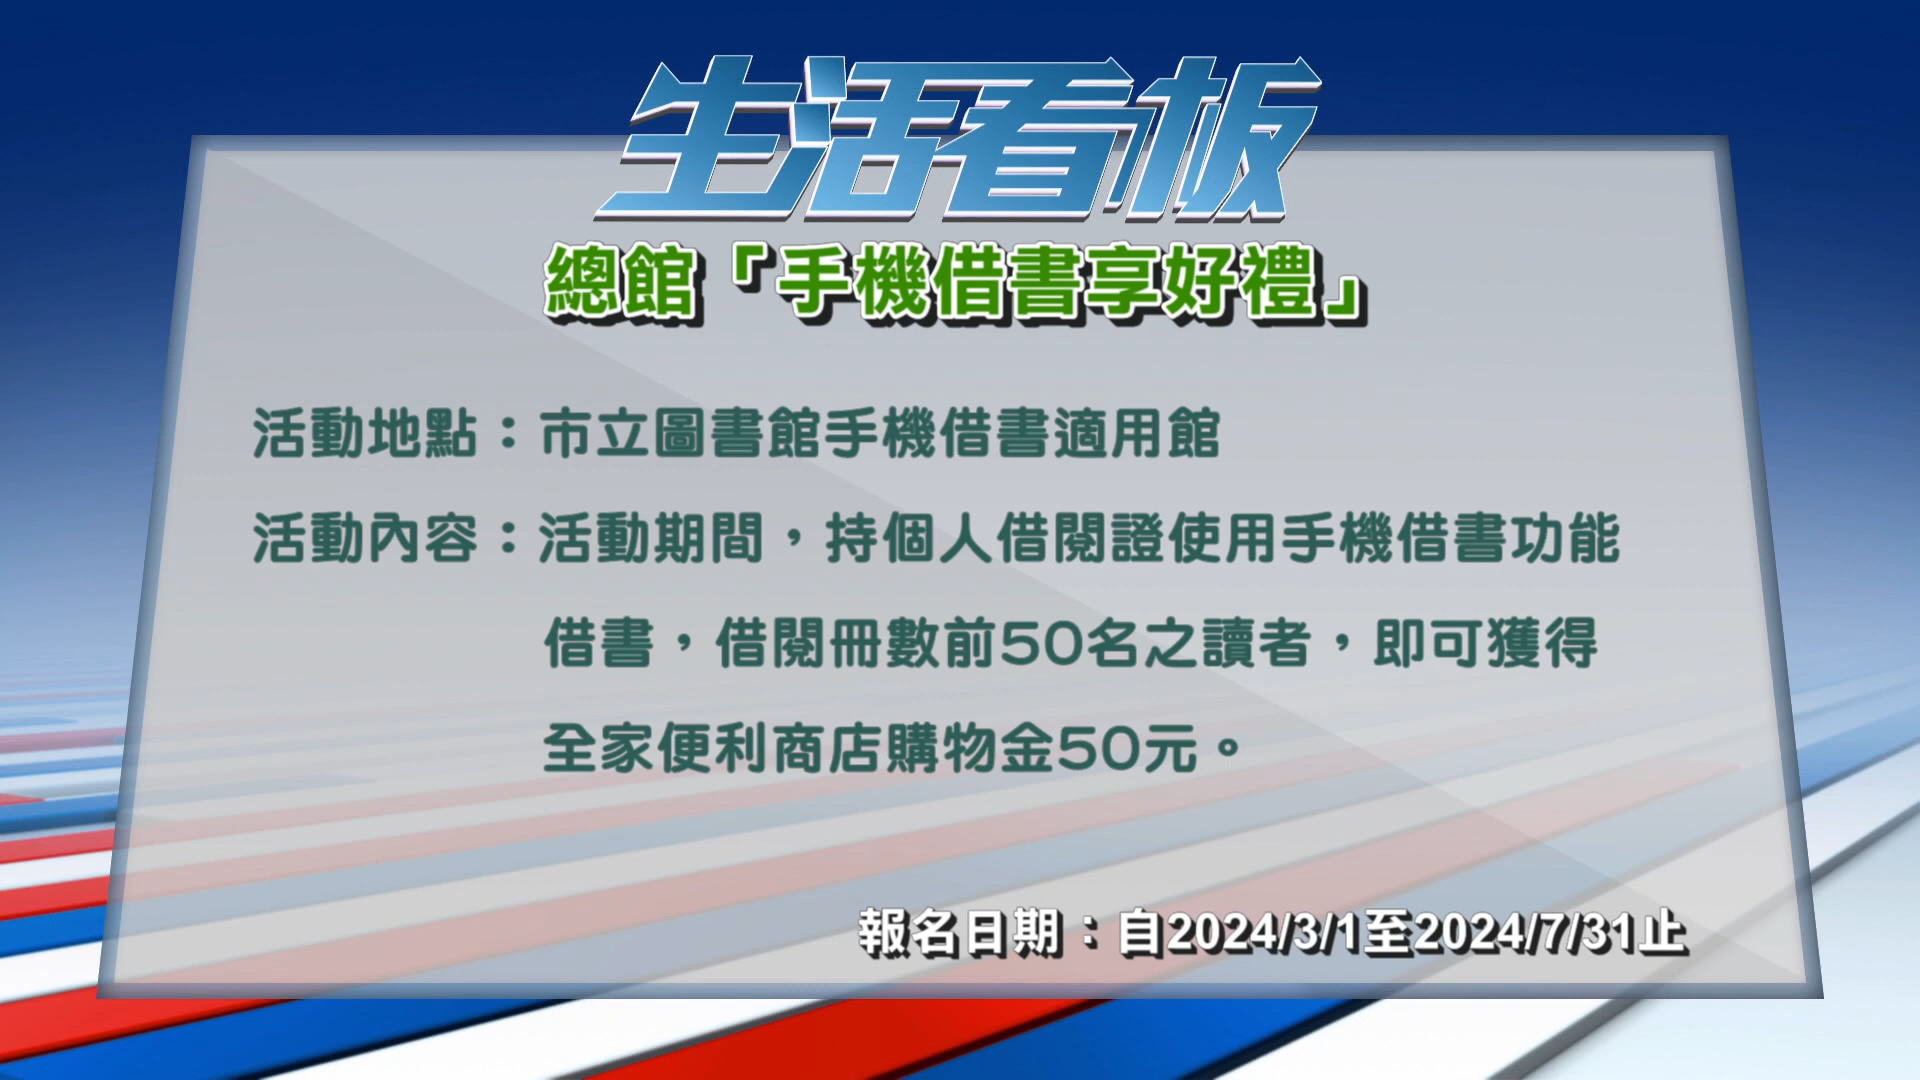 生活看板
總館「手機借書享好禮」
活動地點：市立圖書館手機借書適用館
活動內容：活動期間，持個人借閱證使用手機借書功能
借書，借閱冊數前50名之讀者，即可獲得
全家便利商店購物金50元。
報名日期：自2024/3/1至2024/7/31止